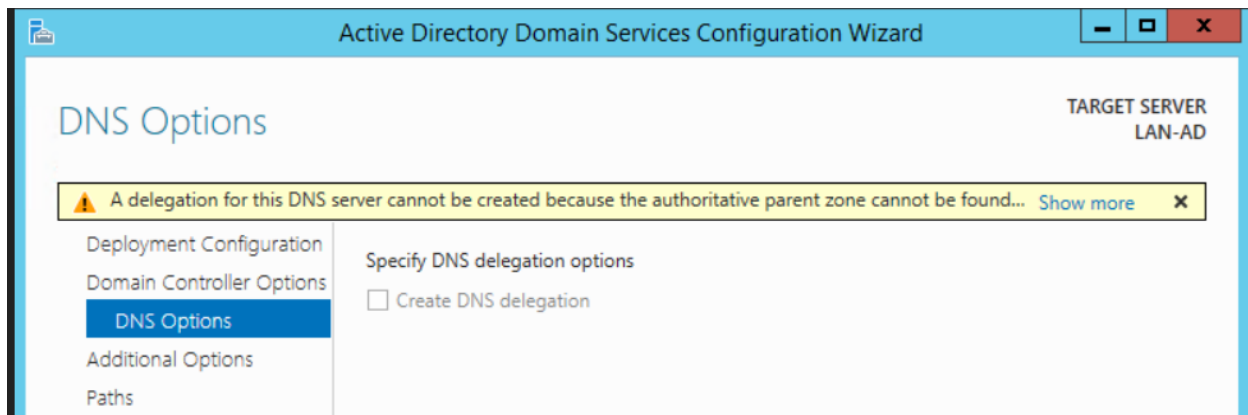 Active Directory Domain Services Configuration Wizard
DNS Options
TARGET SERVER
LAN-AD
A delegation for this DNS server cannot be created because the authoritative parent zone cannot be found... Show more
Deployment Configuration
Domain Controller Options
DNS Options
Additional Options
Paths
Specify DNS delegation options
Create DNS delegation